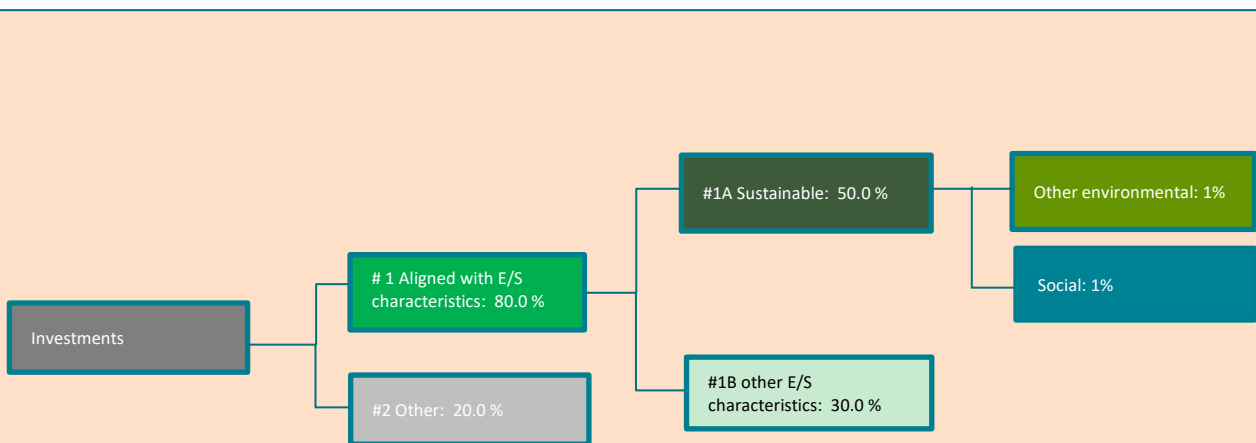 Investments
# 1 Aligned with E/S
characteristics: 80.0 %
#2 Other: 20.0 %
#1A Sustainable: 50.0 %
#1B other E/S
characteristics: 30.0 %
Other environmental: 1%
Social: 1%